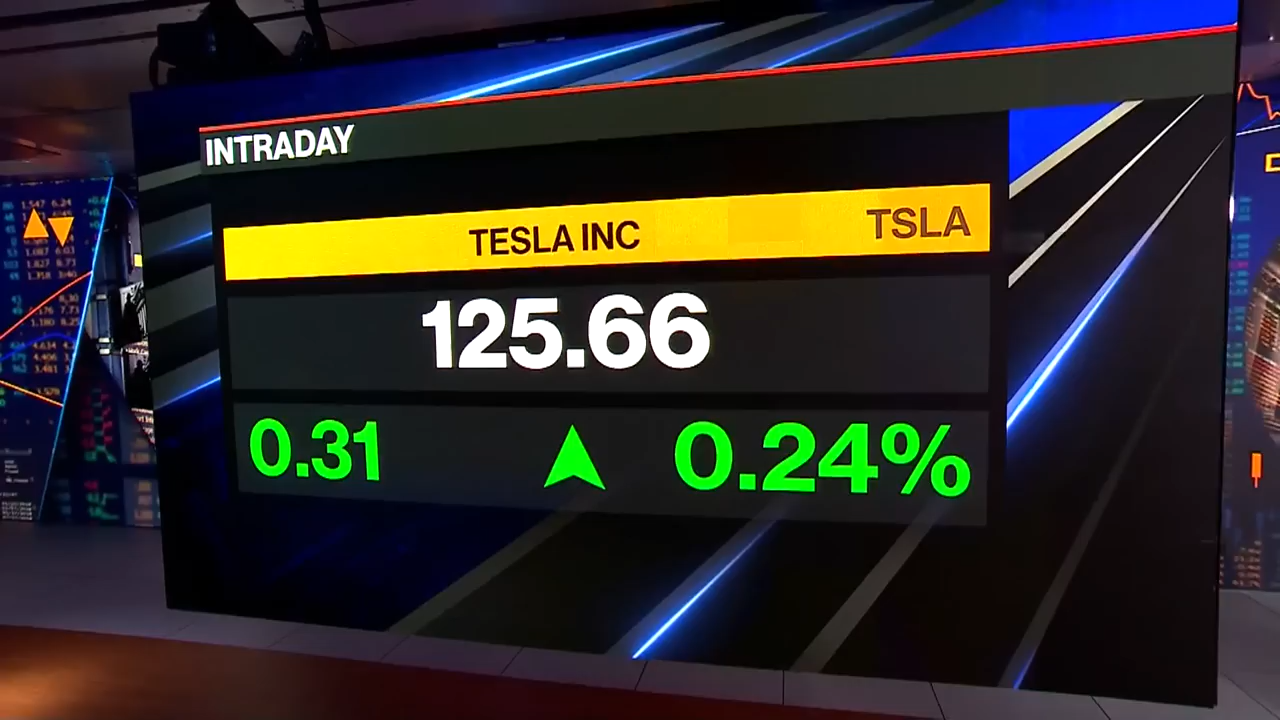 INTRADAY
TESLA INC TSLA
125.66
0.31 ▲ 0.24%